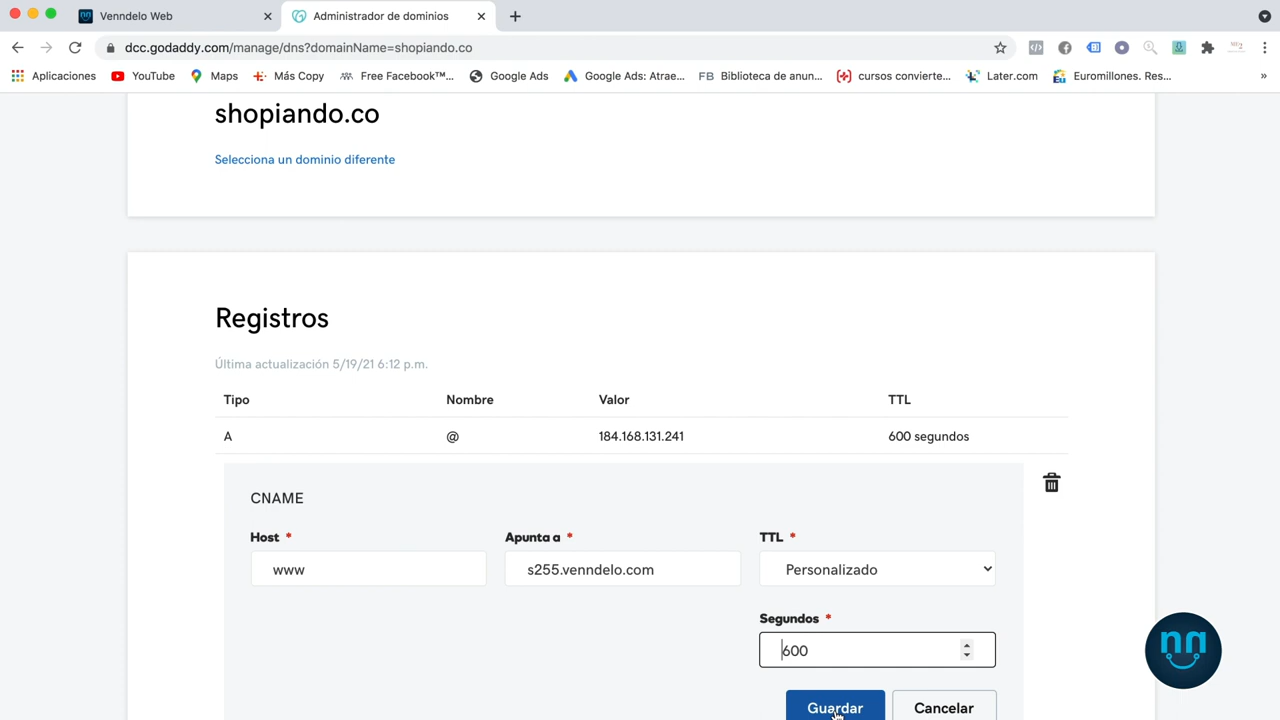 Venndelo Web
Administrador de dominios
dcc.godaddy.com/manage/dns?domainName=shopiando.co
Aplicaciones
YouTube
Maps
Más Copy
Free Facebook™...
Google Ads
Google Ads: Atrae...
FB Biblioteca de anun...
cursos convierte...
Later.com
Euromillones. Res...
»
shopiando.co
Selecciona un dominio diferente
Registros
Última actualización 5/19/21 6:12 p.m.
Tipo Nombre Valor TTL
A @ 184.168.131.241 600 segundos
CNAME
Host * Apunta a * TTL *
www s255.venndelo.com Personalizado
Segundos *
600
Guardar Cancelar